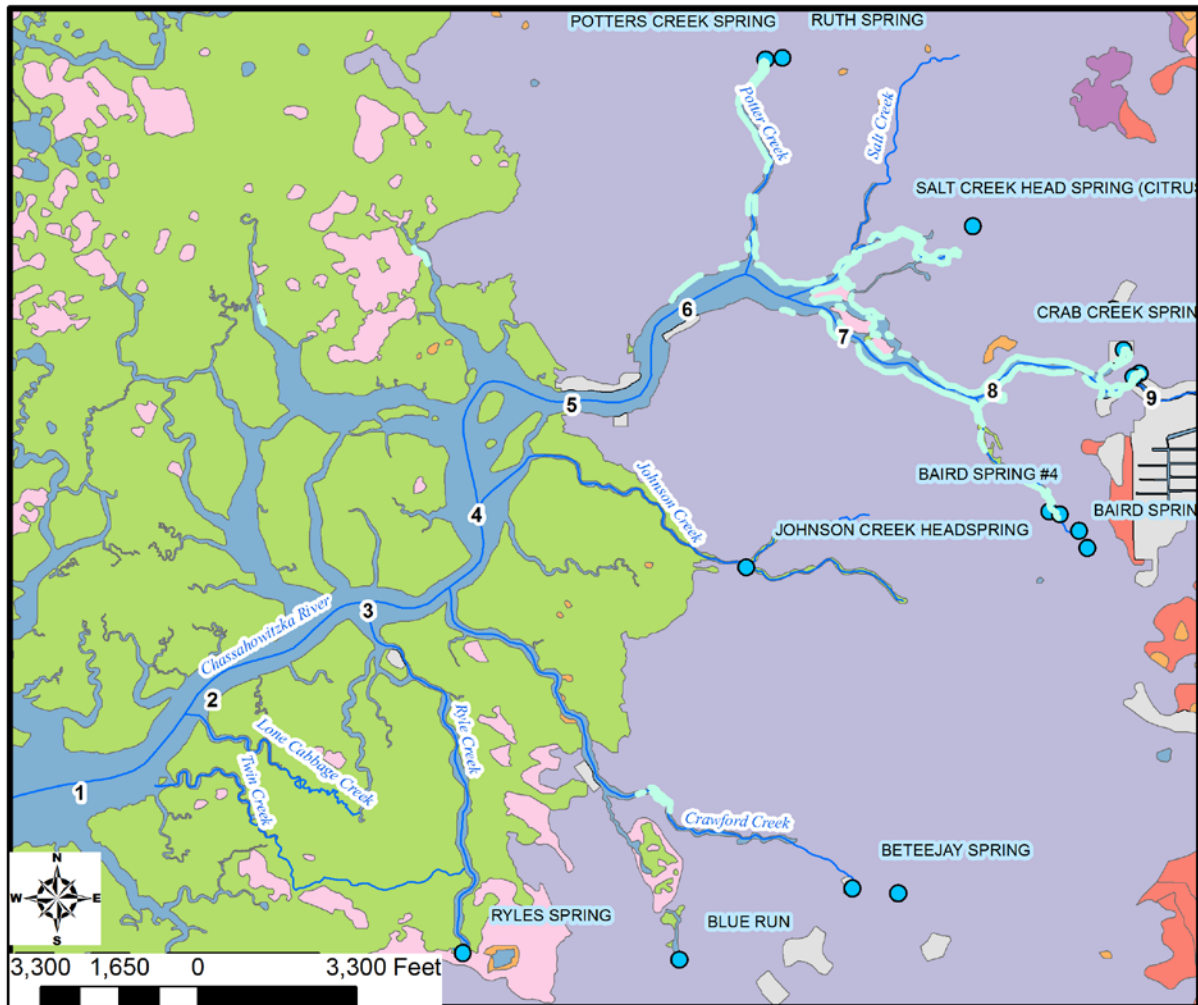 POTTERS CREEK SPRING
RUTH SPRING
Potter Creek
Salt Creek
SALT CREEK HEAD SPRING (CITRUS
CRAB CREEK SPRIN
6
7
8
9
5
BAIRD SPRING #4
BAIRD SPRIN
Johnson Creek
4
JOHNSON CREEK HEADSPRING
3
Chassahowitzka River
2
Lone Cabbage Creek
Ryle Creek
Twin Creek
1
Crawford Creek
BETEEJAY SPRING
N
W
E
S
RYLES SPRING
BLUE RUN
3,300 1,650 0 3,300 Feet